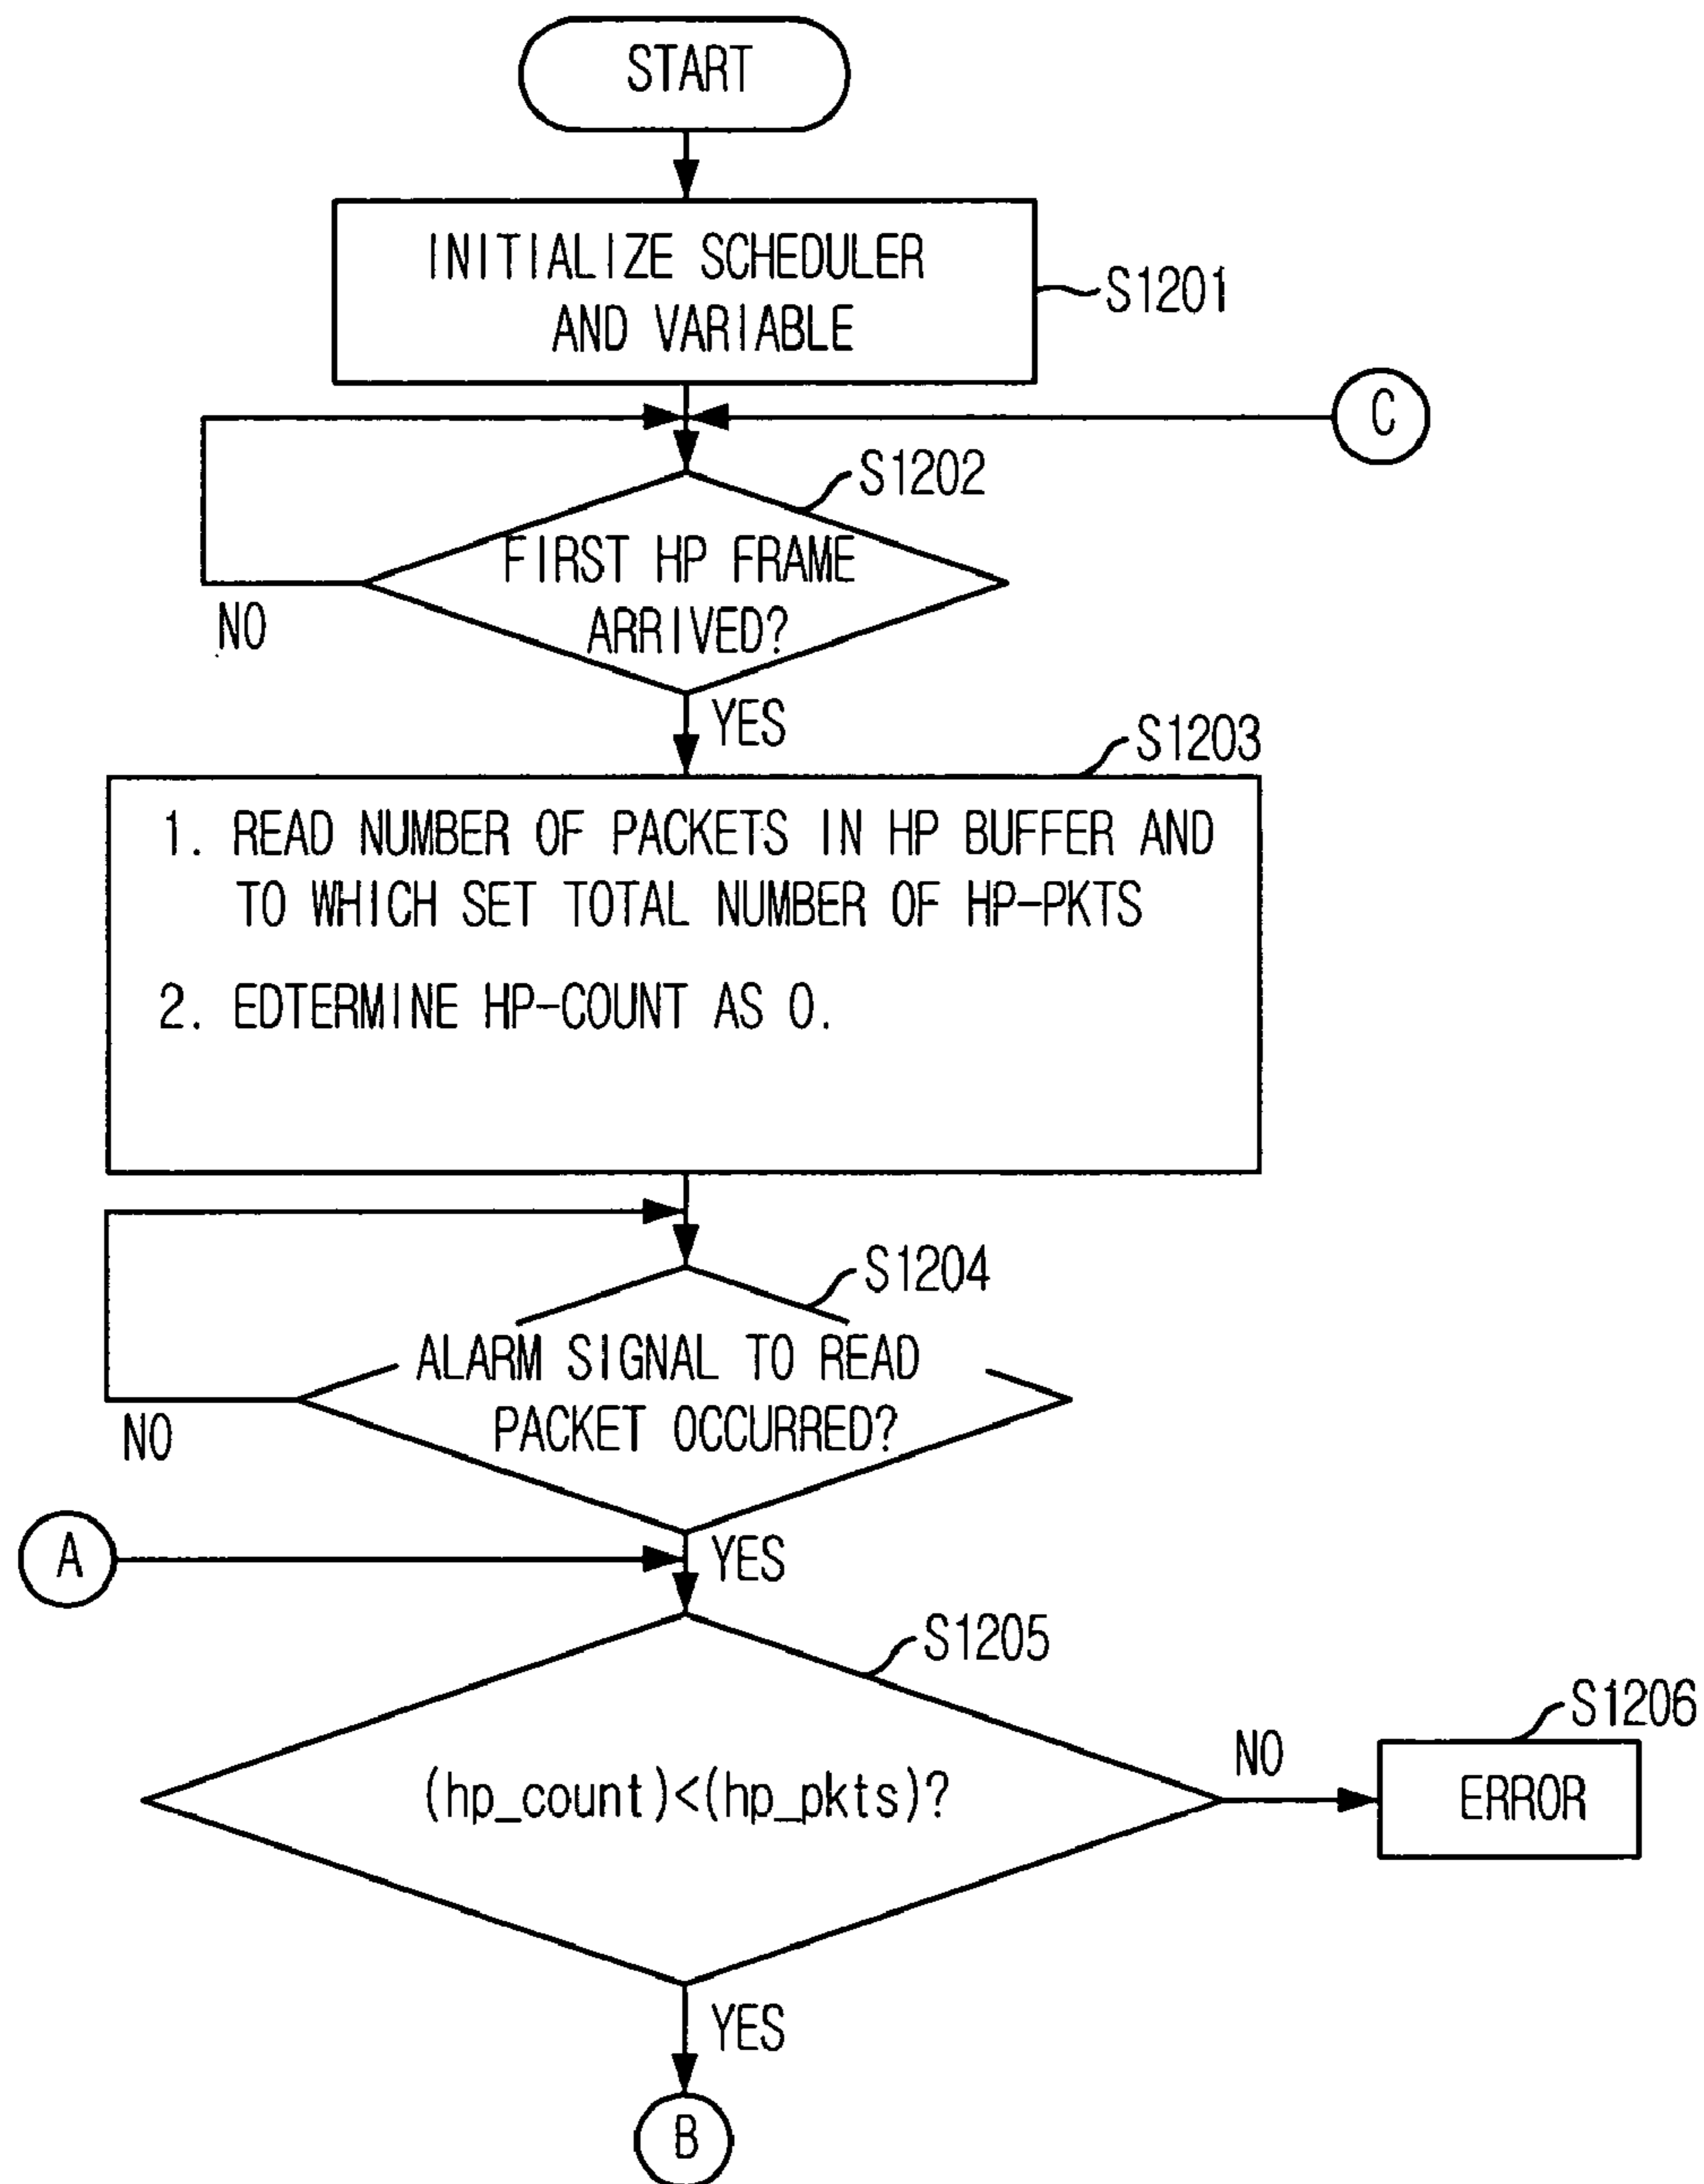 START
INITIALIZE SCHEDULER
AND VARIABLE
S1201
C
S1202
FIRST HP FRAME
ARRIVED?
NO
YES
S1203
1. READ NUMBER OF PACKETS IN HP BUFFER AND
TO WHICH SET TOTAL NUMBER OF HP-PKTS
2. EDTERMINE HP-COUNT AS 0.
S1204
ALARM SIGNAL TO READ
PACKET OCCURRED?
NO
A
YES
S1205
S1206
(hp_count)<(hp_pkts)?
NO
ERROR
YES
B